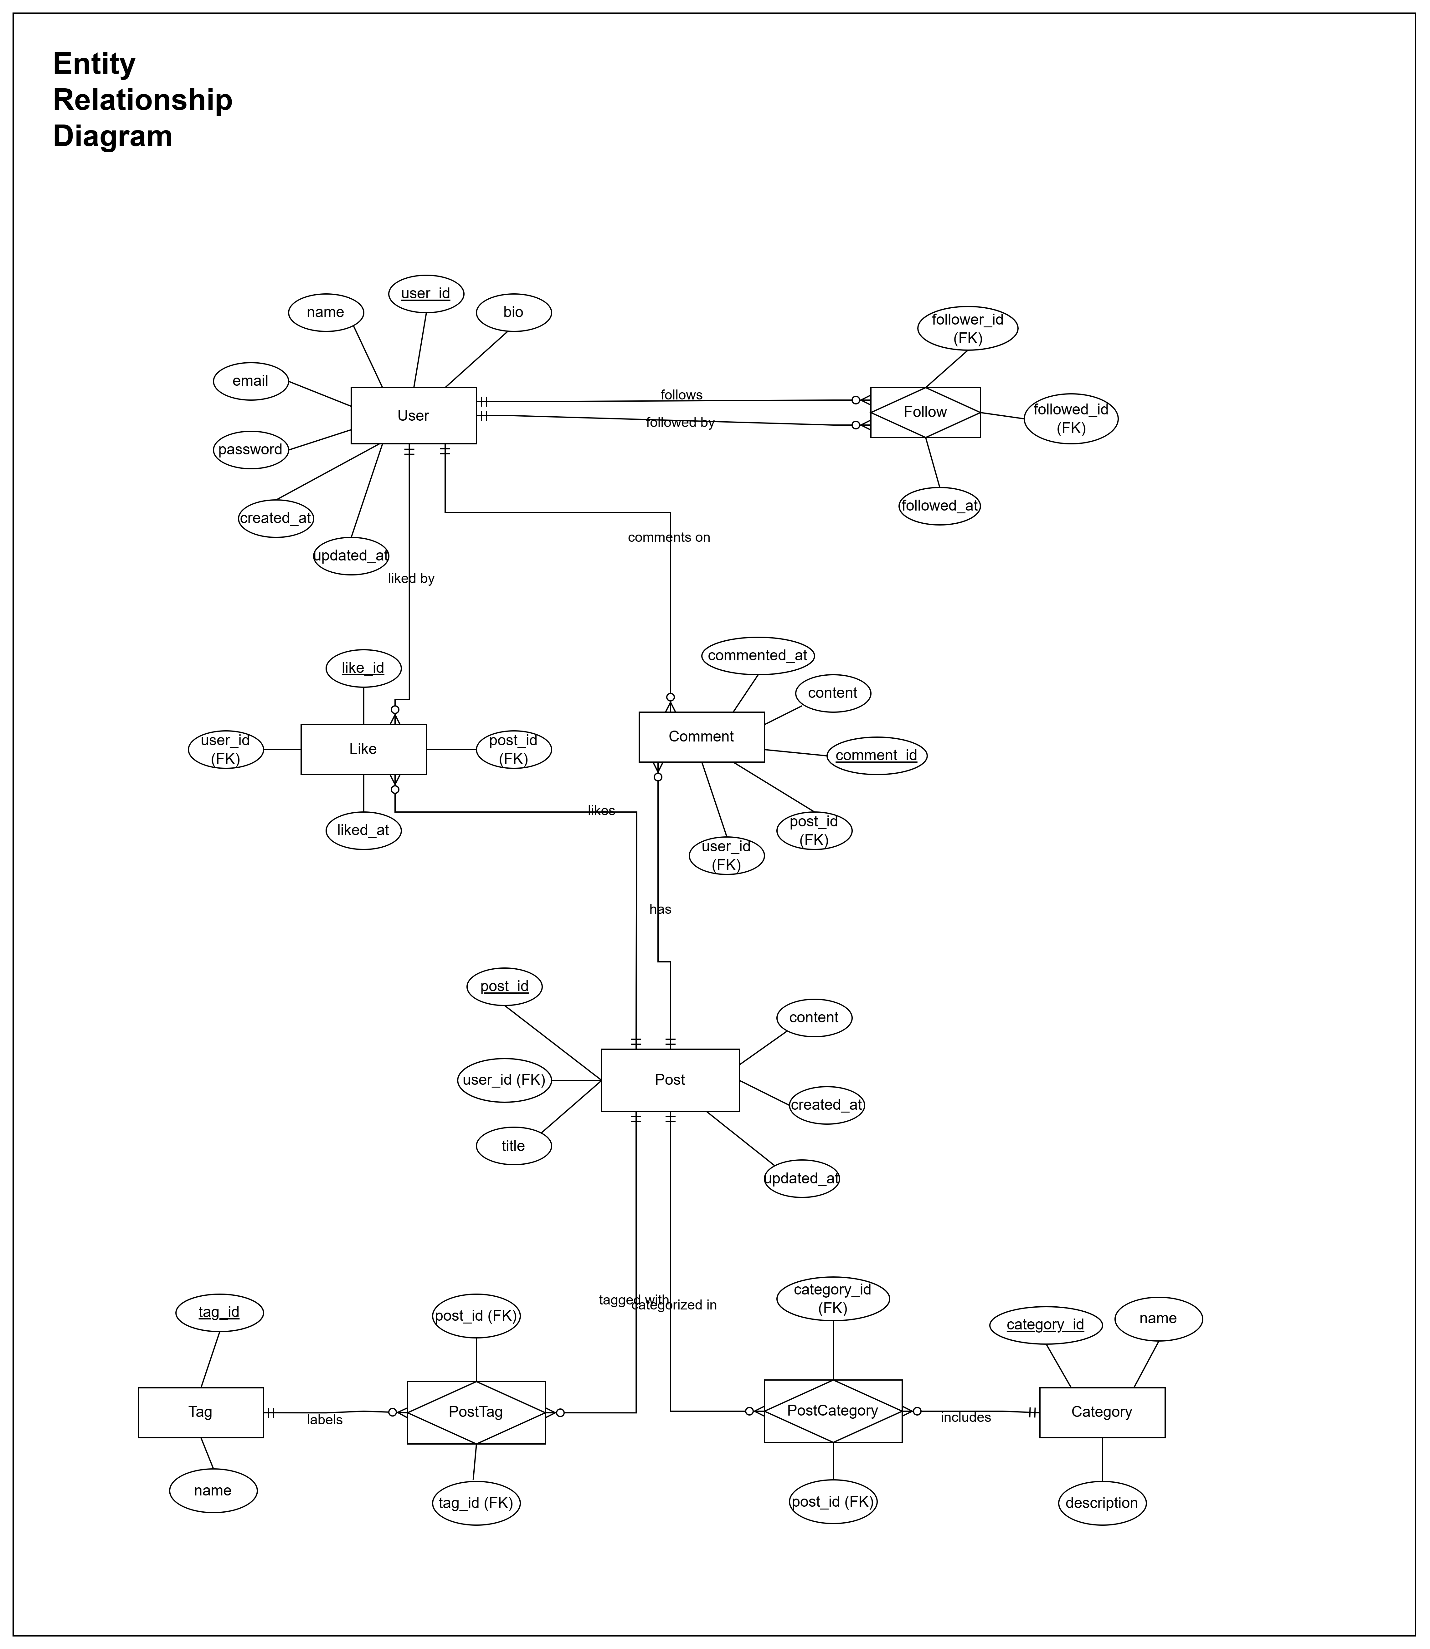 Entity
Relationship
Diagram
user_id
name
bio
follower_id
(FK)
email
follows
followed_id
(FK)
User
Follow
followed by
password
followed_at
created_at
comments on
updated_at
liked by
commented_at
like_id
content
Comment
user_id
(FK)
Like
post_id
(FK)
comment_id
likes
liked_at
post_id
(FK)
user_id
(FK)
has
post_id
content
user_id (FK)
Post
created_at
title
updated_at
category_id
(FK)
tagged with
categorized in
tag_id
post_id (FK)
category_id
name
Tag
labels
PostTag
PostCategory
includes
Category
name
tag_id (FK)
post_id (FK)
description